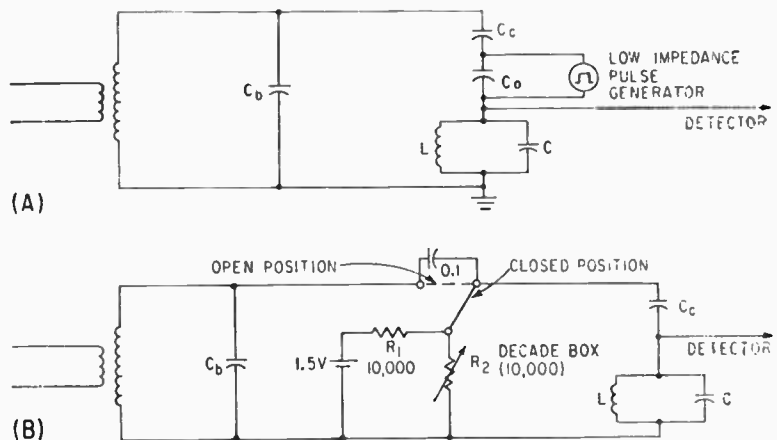 Cc
Cb
Co
LOW IMPEDANCE
PULSE
GENERATOR
DETECTOR
L
C
(A)
OPEN POSITION
0.1
CLOSED POSITION
Cb
1.5V
R1
10,000
R2
DECADE BOX
(10,000)
Cc
DETECTOR
L
C
(B)